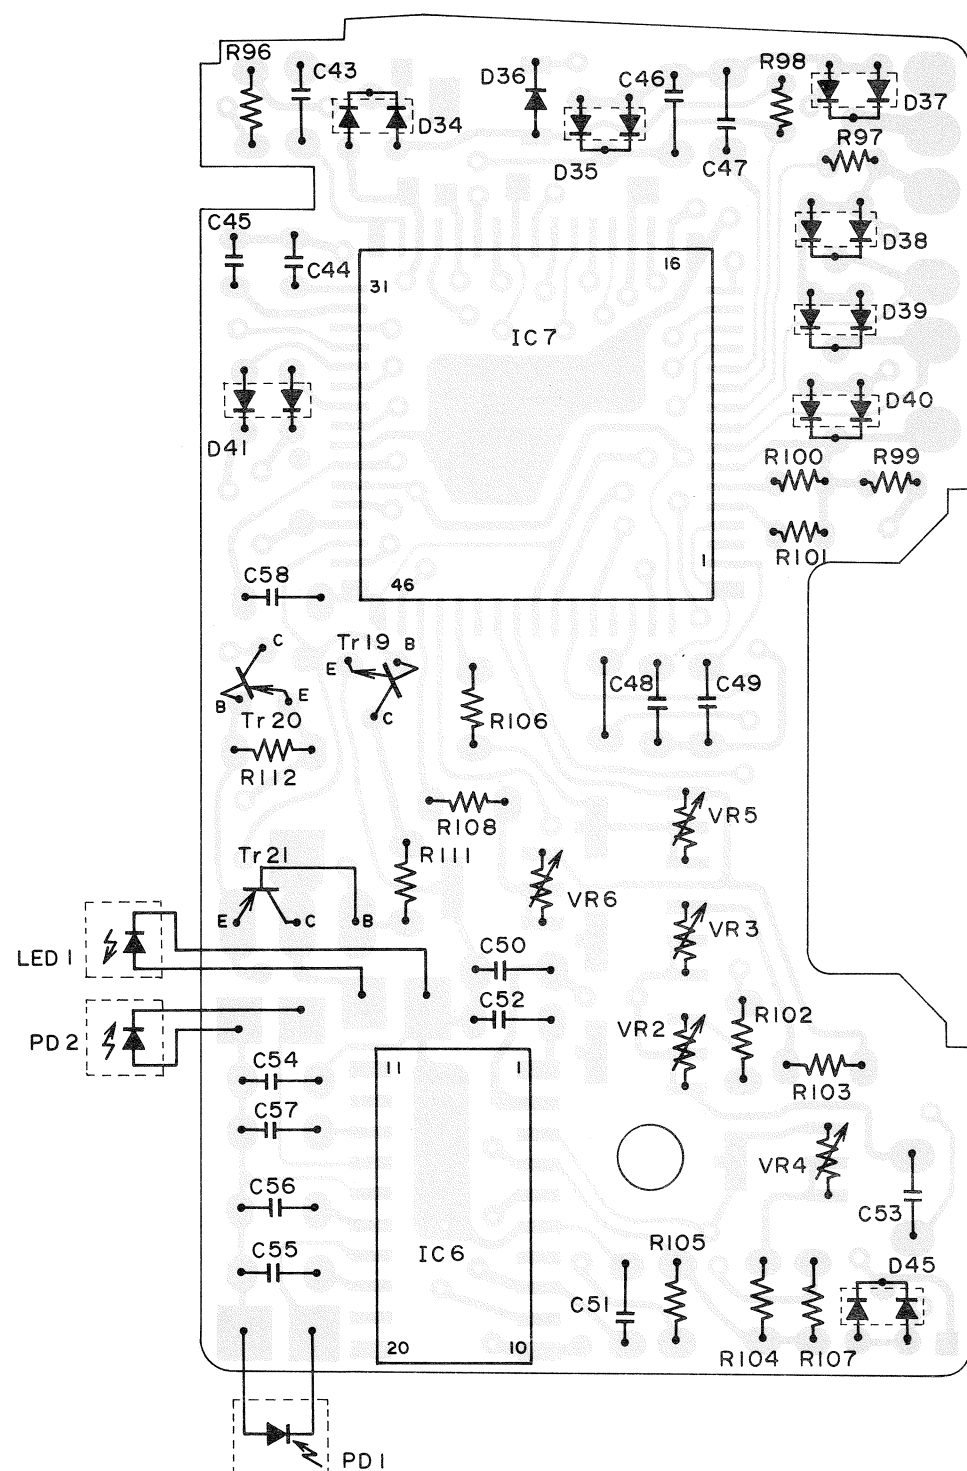 R96
C43
D34
D36
D35
C46
C47
R98
D37
R97
C45
C44
D38
31
16
IC7
D39
D41
D40
R100
R99
R101
1
46
C58
C
Tr19
B
E
B
E
C
Tr20
R106
C48
C49
R112
R108
VR5
Tr21
R111
VR6
E
C
B
VR3
LED1
C50
C52
VR2
R102
PD2
C54
11
1
R103
C57
VR4
C56
C53
C55
IC6
R105
D45
C51
20
10
R104
R107
PD1